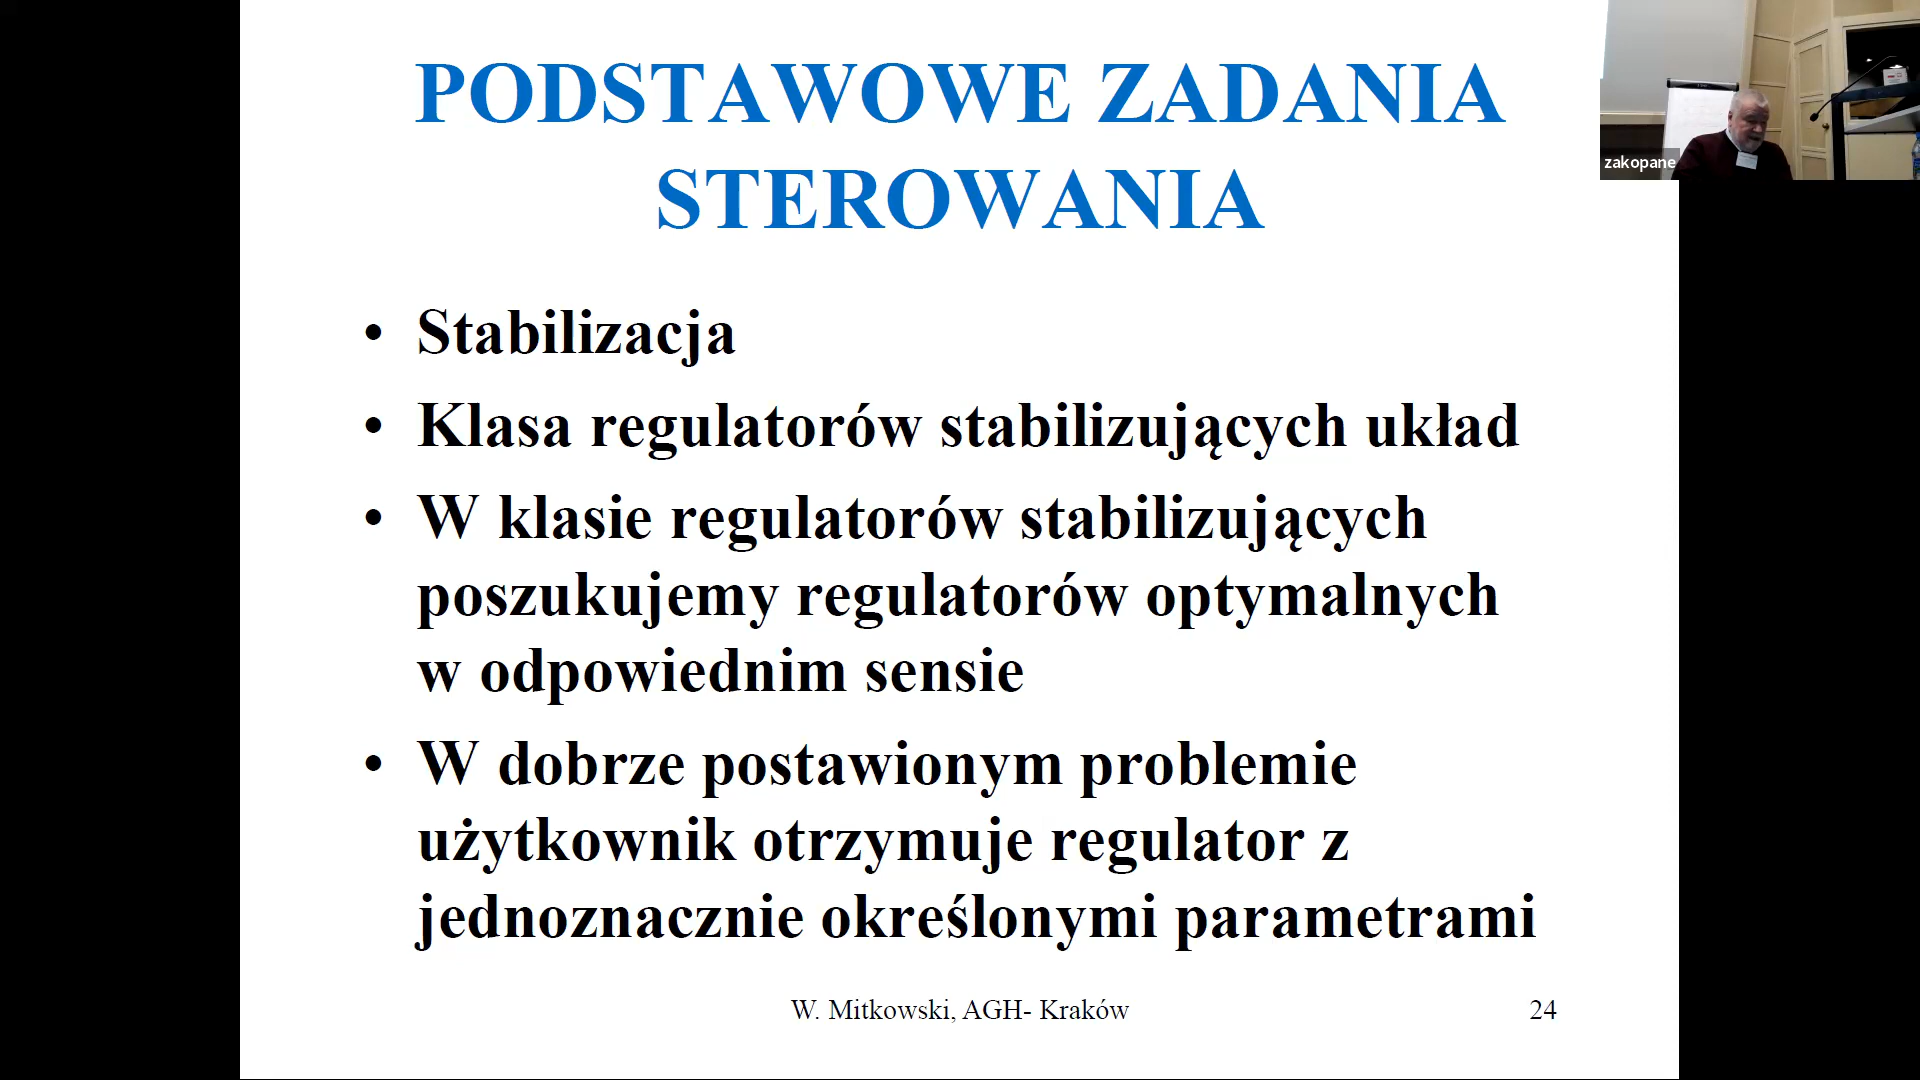 PODSTAWOWE ZADANIA
STEROWANIA
zakopane
• Stabilizacja
• Klasa regulatorów stabilizujących układ
• W klasie regulatorów stabilizujących
poszukujemy regulatorów optymalnych
w odpowiednim sensie
• W dobrze postawionym problemie
użytkownik otrzymuje regulator z
jednoznacznie określonymi parametrami
W. Mitkowski, AGH- Kraków
24